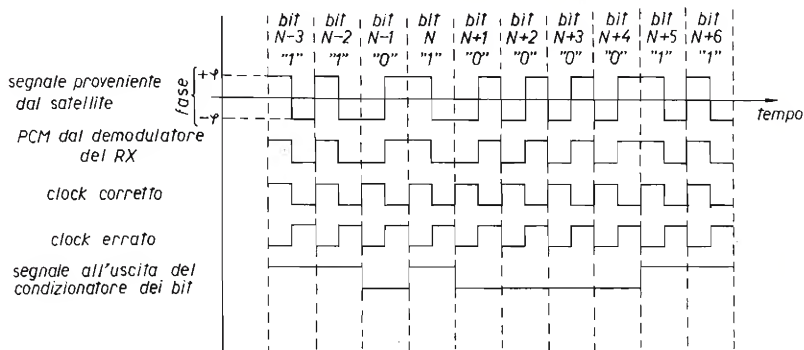 bit bit bit bit bit bit bit bit bit bit
N-3 N-2 N-1 N N+1 N+2 N+3 N+4 N+5 N+6
"1" "1" "0" "1" "0" "0" "0" "0" "1" "1"
segnale proveniente
dal satellite
fase
+φ
-φ
tempo
PCM dal demodulatore
del RX
clock corretto
clock errato
segnale all'uscita del
condizionatore dei bit